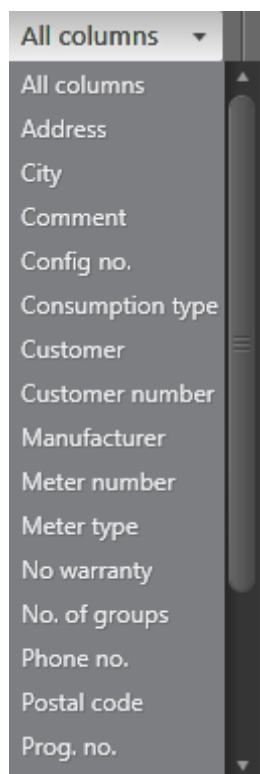 All columns
All columns
Address
City
Comment
Config no.
Consumption type
Customer
Customer number
Manufacturer
Meter number
Meter type
No warranty
No. of groups
Phone no.
Postal code
Prog. no.